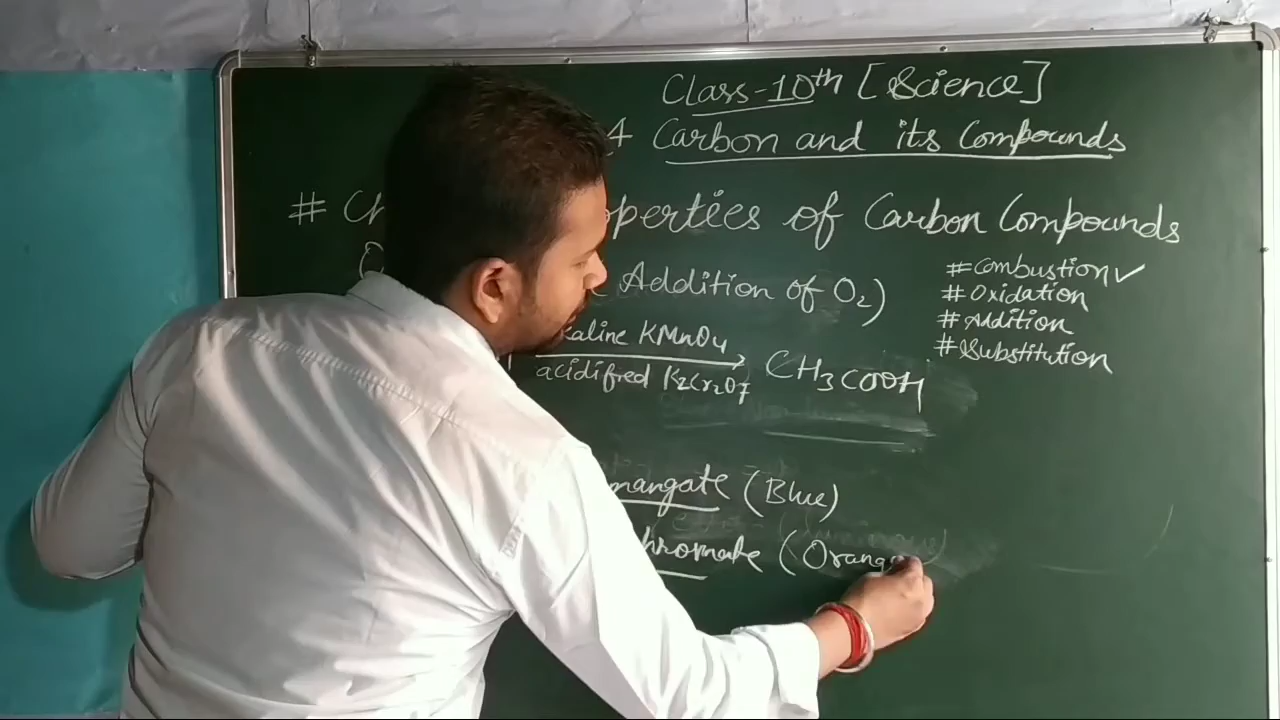 Class-10th [Science]
4 Carbon and its Compounds
# Ch operties of Carbon Compounds
O Addition of O2)
#Combustion✓
#Oxidation
#Addition
#Substitution
kaline KMnO4
acidified K2Cr2O7
CH3COOH
mangate (Blue)
hromate (Orang